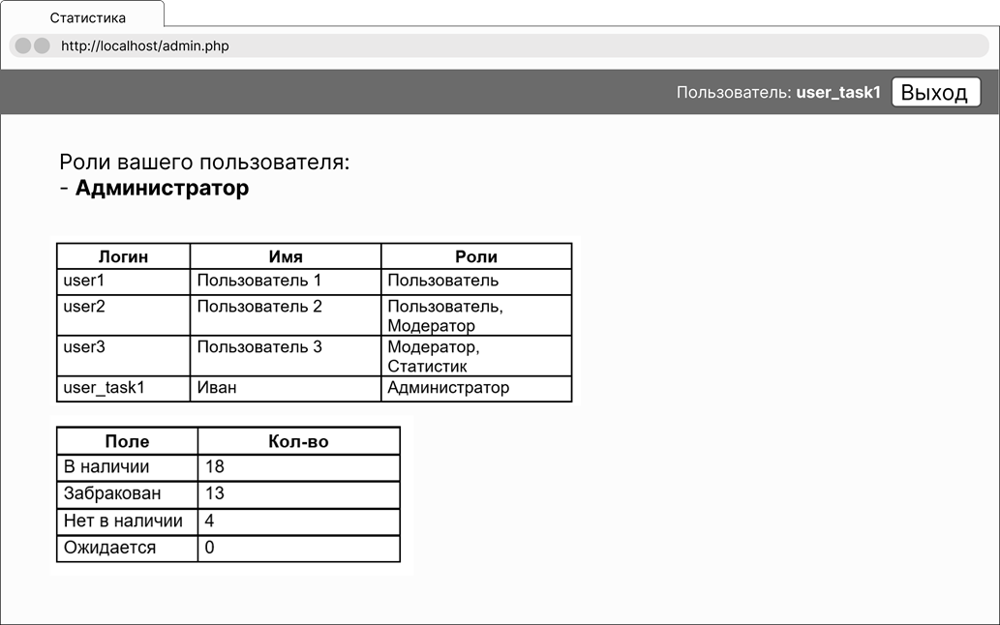 Статистика
http://localhost/admin.php
Пользователь: user_task1 Выход
Роли вашего пользователя:
- Администратор
Логин Имя Роли
user1 Пользователь 1 Пользователь
user2 Пользователь 2 Пользователь,
Модератор
user3 Пользователь 3 Модератор,
Статистик
user_task1 Иван Администратор
Поле Кол-во
В наличии 18
Забракован 13
Нет в наличии 4
Ожидается 0